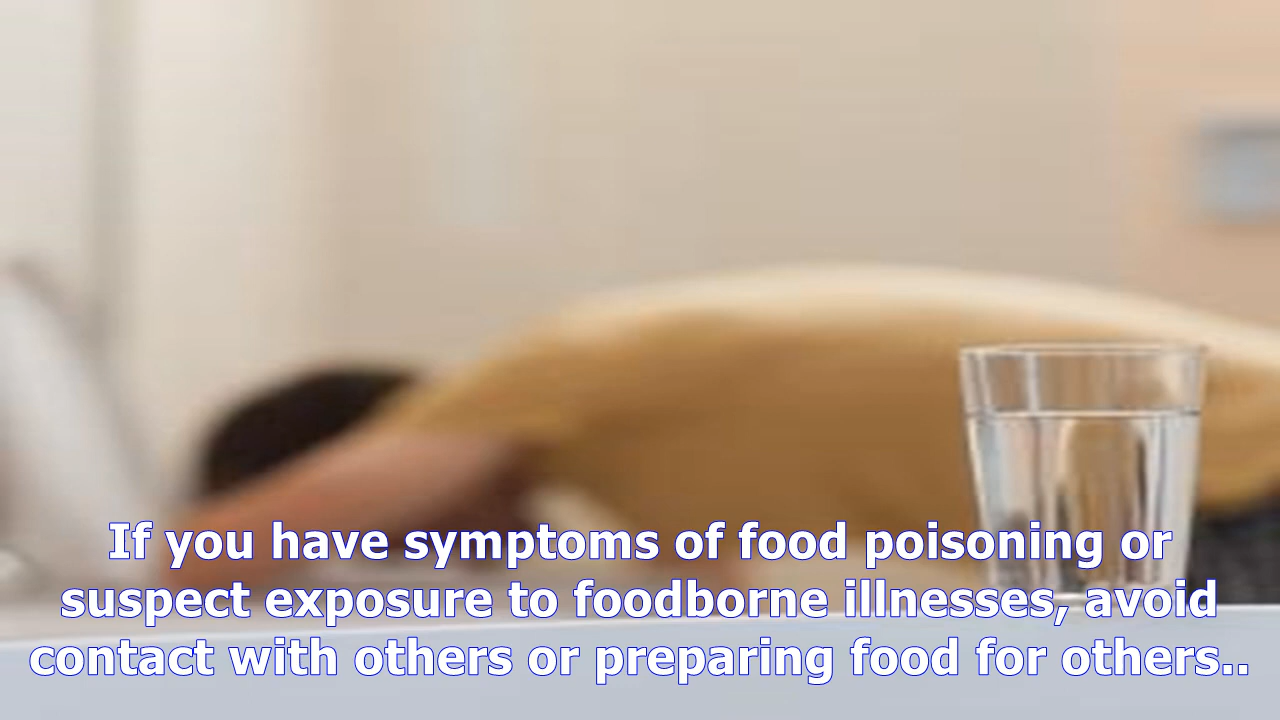 If you have symptoms of food poisoning or
suspect exposure to foodborne illnesses, avoid
contact with others or preparing food for others..